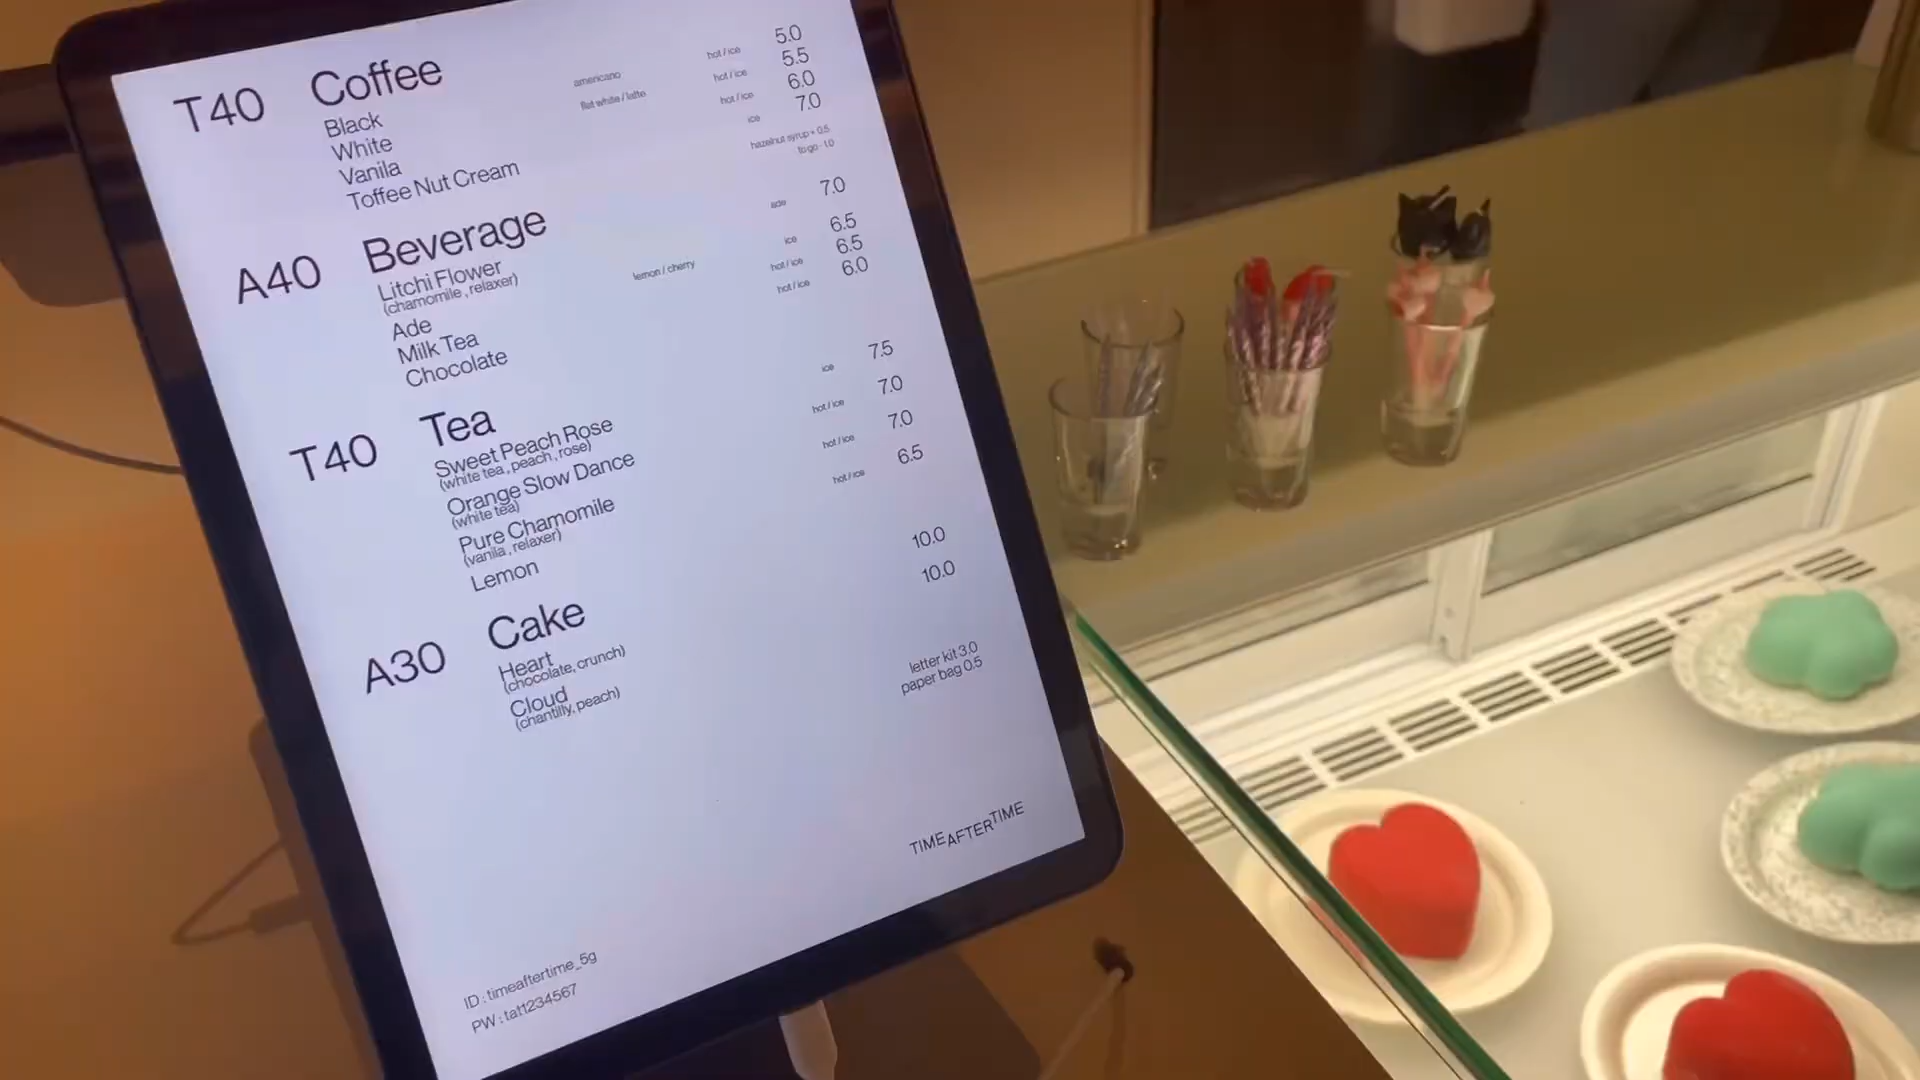 T40 Coffee
Black americano hot / ice 5.0
White flat white / latte hot / ice 5.5
Vanila hot / ice 6.0
Toffee Nut Cream ice 7.0
hazelnut syrup + 0.5
to go - 1.0
A40 Beverage
Litchi Flower ade 7.0
(chamomile, relaxer)
Ade lemon / cherry ice 6.5
Milk Tea hot / ice 6.5
Chocolate hot / ice 6.0
T40 Tea
Sweet Peach Rose ice 7.5
(white tea, peach, rose)
Orange Slow Dance hot / ice 7.0
(white tea)
Pure Chamomile hot / ice 7.0
(vanila, relaxer)
Lemon hot / ice 6.5
A30 Cake
Heart 10.0
(chocolate, crunch)
Cloud 10.0
(chantilly, peach)
letter kit 3.0
paper bag 0.5
TIME AFTER TIME
ID : timeaftertime_5g
PW : tat1234567